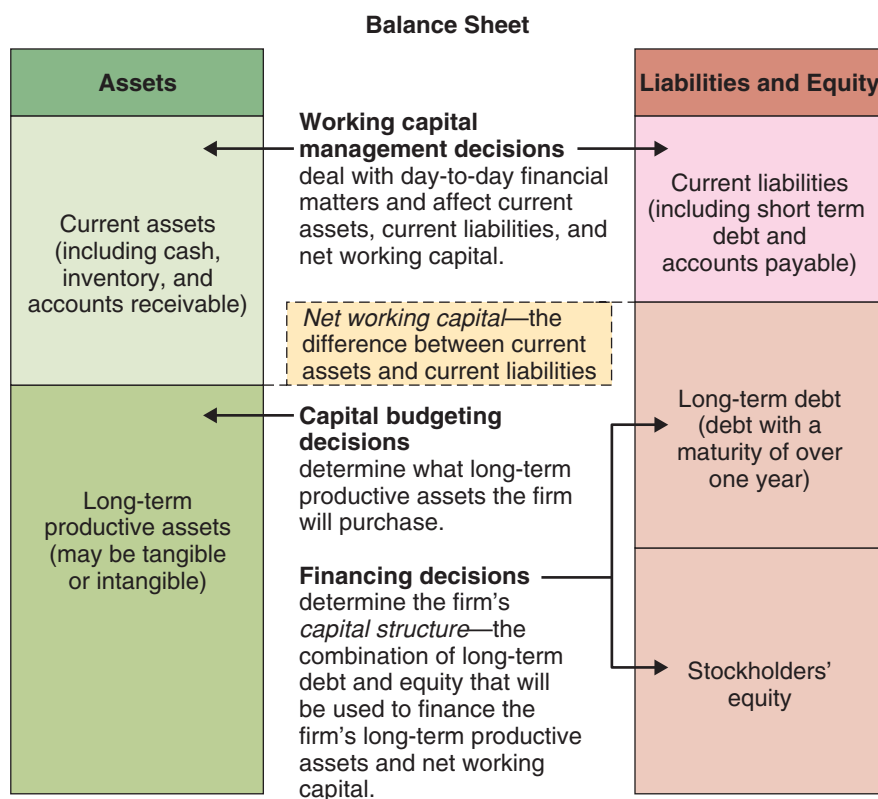 Balance Sheet
Assets
Current assets
(including cash,
inventory, and
accounts receivable)
Long-term
productive assets
(may be tangible
or intangible)
Working capital
management decisions
deal with day-to-day financial
matters and affect current
assets, current liabilities, and
net working capital.
Net working capital—the
difference between current
assets and current liabilities
Capital budgeting
decisions
determine what long-term
productive assets the firm
will purchase.
Financing decisions
determine the firm's
capital structure—the
combination of long-term
debt and equity that will
be used to finance the
firm's long-term productive
assets and net working
capital.
Liabilities and Equity
Current liabilities
(including short term
debt and
accounts payable)
Long-term debt
(debt with a
maturity of over
one year)
Stockholders'
equity